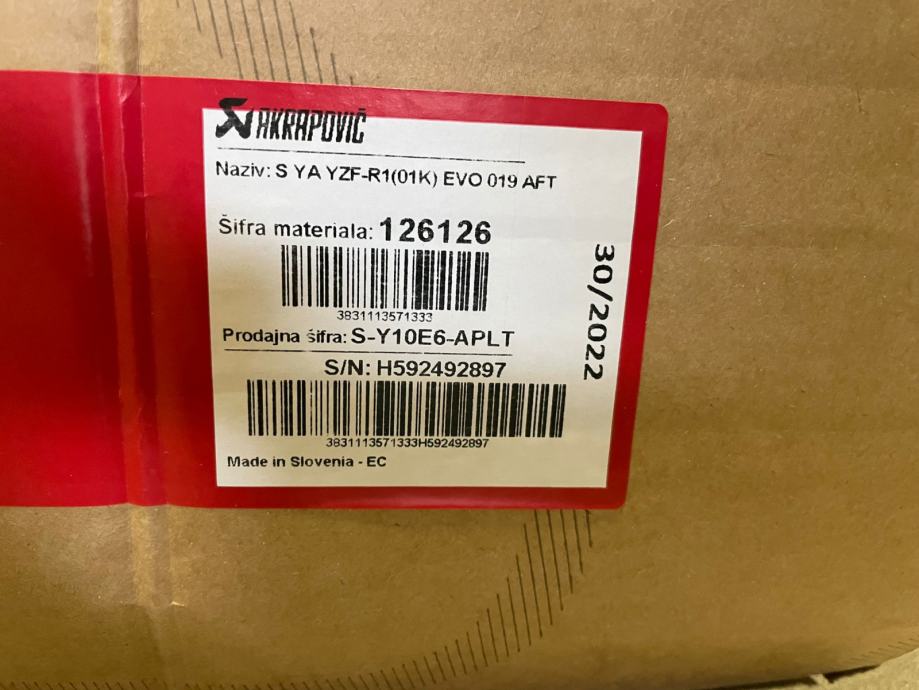 AKRAPOVIČ
Naziv: S YA YZF-R1(01K) EVO 019 AFT
Šifra materiala: 126126
3831113571333
Prodajna šifra: S-Y10E6-APLT
S/N: H592492897
3831113571333H592492897
Made in Slovenia - EC
30/2022